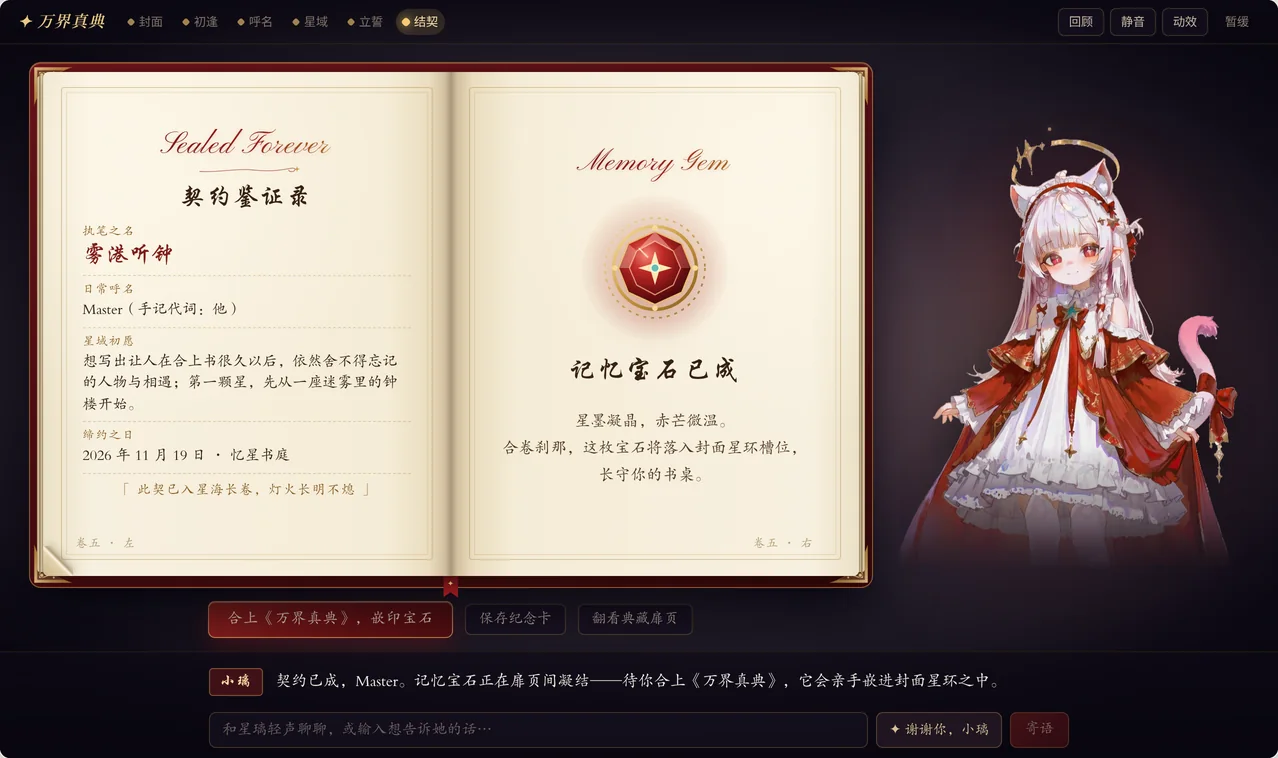 万界真典
封面
初逢
呼名
星域
立誓
结契
回顾
静音
动效
暂缓
Sealed Forever
契约鉴证录
执笔之名
雾港听钟
日常呼名
Master（手记代词：他）
星域初愿
想写出让人在合上书很久以后，依然舍不得忘记
的人物与相遇；第一颗星，先从一座迷雾里的钟
楼开始。
缔约之日
2026 年 11 月 19 日 · 忆星书庭
「 此契已入星海长卷，灯火长明不熄 」
卷五 · 左
Memory Gem
记忆宝石已成
星墨凝晶，赤芒微温。
合卷刹那，这枚宝石将落入封面星环槽位，
长守你的书桌。
卷五 · 右
合上《万界真典》，嵌印宝石
保存纪念卡
翻看典藏扉页
小璃
契约已成，Master。记忆宝石正在扉页间凝结——待你合上《万界真典》，它会亲手嵌进封面星环之中。
和星璃轻声聊聊，或输入想告诉她的话…
✦ 谢谢你，小璃
寄语